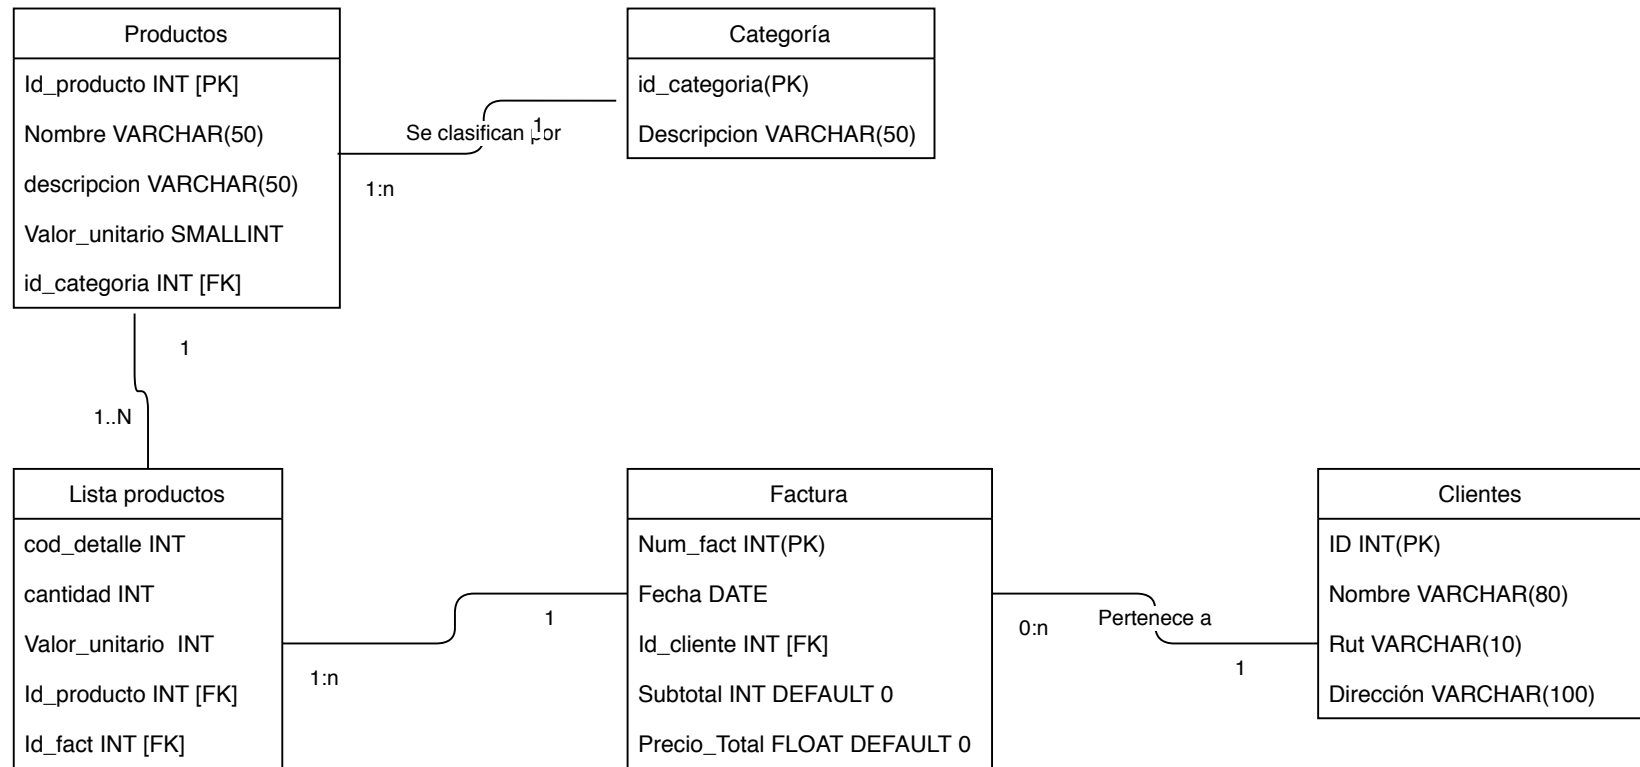 Productos
Id_producto INT [PK]
Nombre VARCHAR(50)
descripcion VARCHAR(50)
Valor_unitario SMALLINT
id_categoria INT [FK]
Se clasifican por
1
1:n
Categoría
id_categoria(PK)
Descripcion VARCHAR(50)
1
1..N
Lista productos
cod_detalle INT
cantidad INT
Valor_unitario  INT
Id_producto INT [FK]
Id_fact INT [FK]
1:n
1
Factura
Num_fact INT(PK)
Fecha DATE
Id_cliente INT [FK]
Subtotal INT DEFAULT 0
Precio_Total FLOAT DEFAULT 0
0:n
Pertenece a
1
Clientes
ID INT(PK)
Nombre VARCHAR(80)
Rut VARCHAR(10)
Dirección VARCHAR(100)